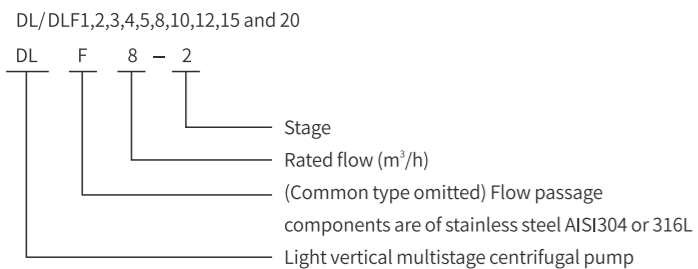 DL/DLF1,2,3,4,5,8,10,12,15 and 20
DL F 8 – 2
Stage
Rated flow (m³/h)
(Common type omitted) Flow passage
components are of stainless steel AISI304 or 316L
Light vertical multistage centrifugal pump